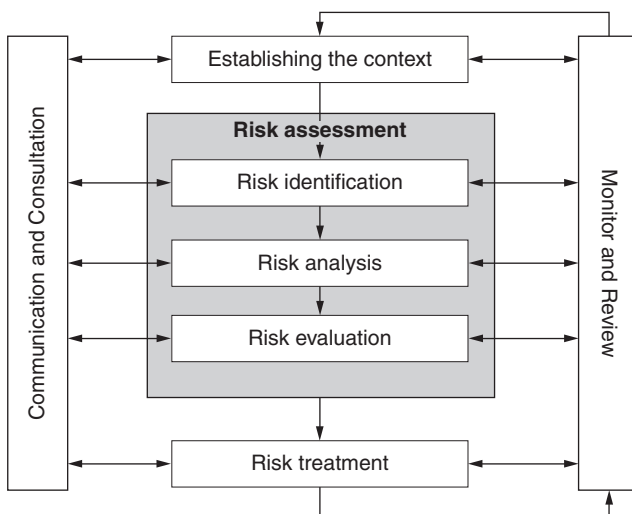 Establishing the context
Risk assessment
Risk identification
Risk analysis
Risk evaluation
Risk treatment
Communication and Consultation
Monitor and Review